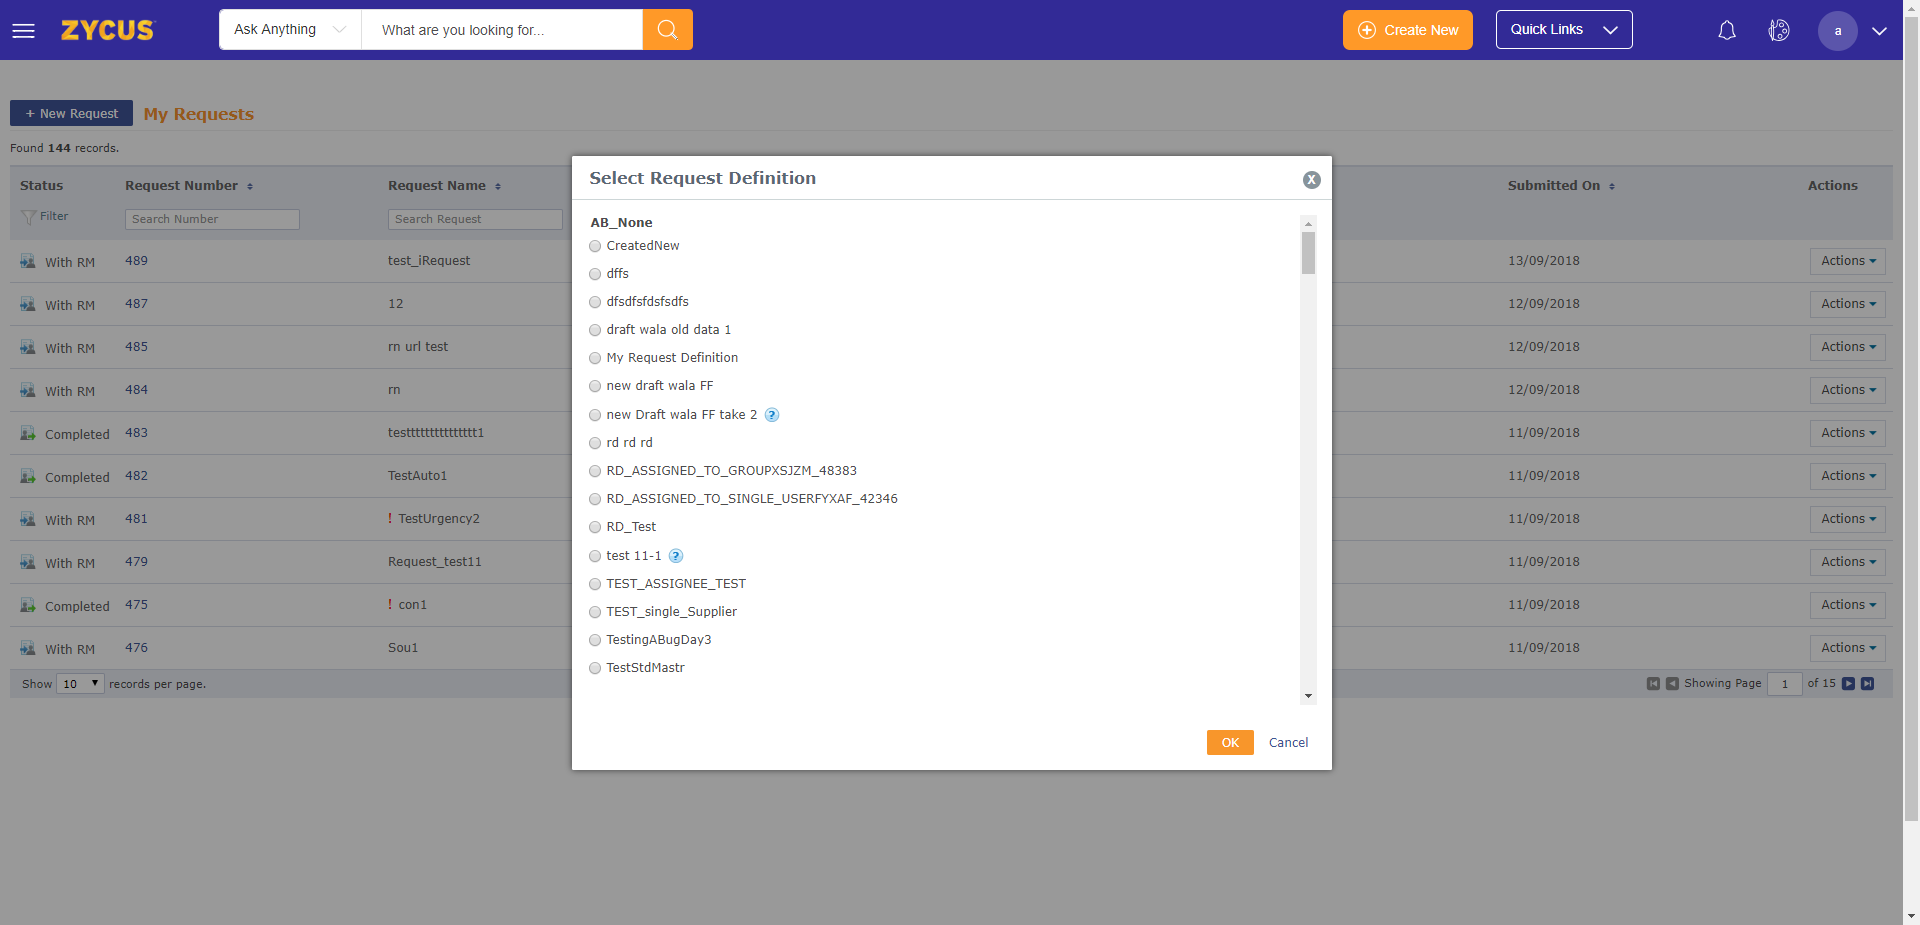 ZYCUS
Ask Anything
What are you looking for...
Create New
Quick Links
a
+ New Request
My Requests
Found 144 records.
Status
Request Number
Request Name
Submitted On
Actions
Filter
Search Number
Search Request
With RM 489 test_iRequest 13/09/2018 Actions
With RM 487 12 12/09/2018 Actions
With RM 485 rn url test 12/09/2018 Actions
With RM 484 rn 12/09/2018 Actions
Completed 483 testttttttttttttttt1 11/09/2018 Actions
Completed 482 TestAuto1 11/09/2018 Actions
With RM 481 ! TestUrgency2 11/09/2018 Actions
With RM 479 Request_test11 11/09/2018 Actions
Completed 475 ! con1 11/09/2018 Actions
With RM 476 Sou1 11/09/2018 Actions
Show 10 records per page.
Showing Page 1 of 15
Select Request Definition
X
AB_None
CreatedNew
dffs
dfsdfsfdsfsdfs
draft wala old data 1
My Request Definition
new draft wala FF
new Draft wala FF take 2 ?
rd rd rd
RD_ASSIGNED_TO_GROUPXSJZM_48383
RD_ASSIGNED_TO_SINGLE_USERFYXAF_42346
RD_Test
test 11-1 ?
TEST_ASSIGNEE_TEST
TEST_single_Supplier
TestingABugDay3
TestStdMastr
OK
Cancel